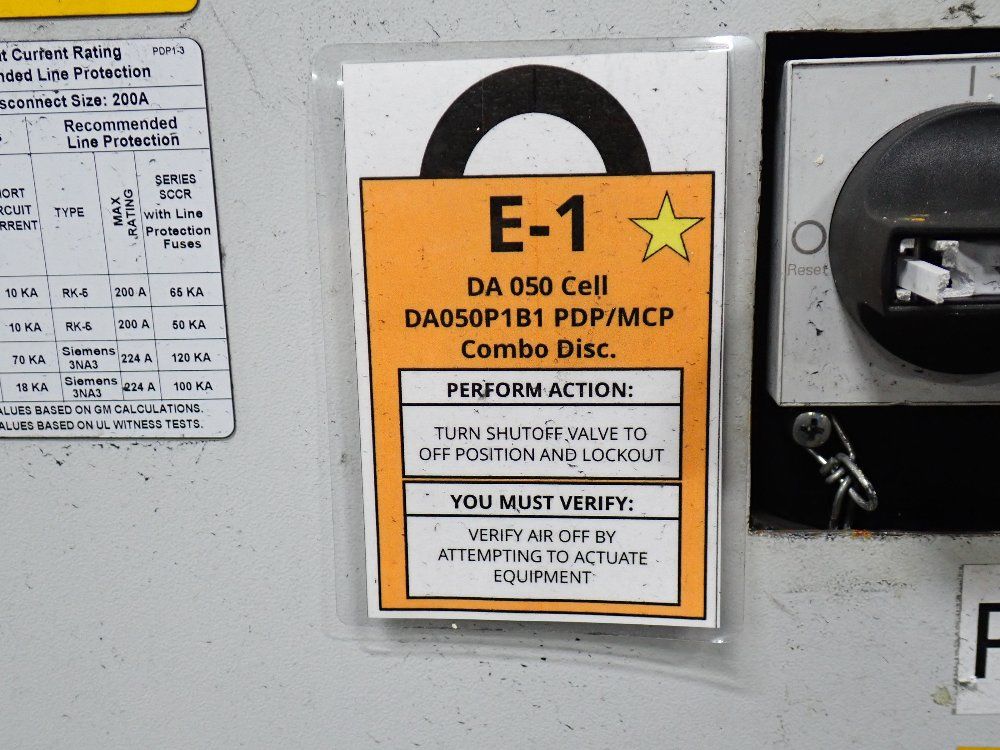 t Current Rating
PDP1-3
nded Line Protection
sconnect Size: 200A
Recommended
Line Protection
ORT
RCUIT
RRENT
TYPE
MAX
RATING
SERIES
SCCR
with Line
Protection
Fuses
10 KA RK-5 200 A 65 KA
10 KA RK-5 200 A 50 KA
70 KA Siemens 3NA3 224 A 120 KA
18 KA Siemens 3NA3 224 A 100 KA
ALUES BASED ON GM CALCULATIONS.
ALUES BASED ON UL WITNESS TESTS.
E-1
DA 050 Cell
DA050P1B1 PDP/MCP
Combo Disc.
PERFORM ACTION:
TURN SHUTOFF VALVE TO
OFF POSITION AND LOCKOUT
YOU MUST VERIFY:
VERIFY AIR OFF BY
ATTEMPTING TO ACTUATE
EQUIPMENT
Reset